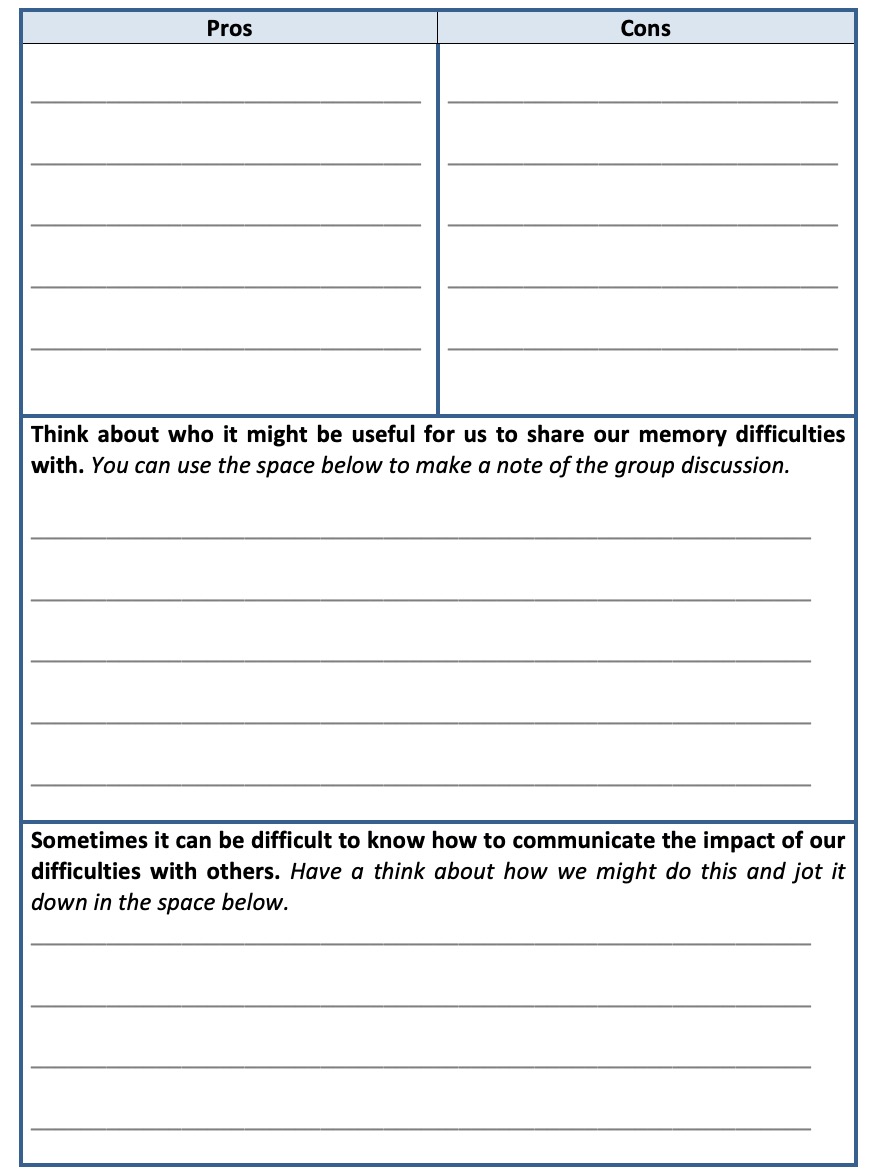 Pros
Cons
Think about who it might be useful for us to share our memory difficulties
with. You can use the space below to make a note of the group discussion.
Sometimes it can be difficult to know how to communicate the impact of our
difficulties with others. Have a think about how we might do this and jot it
down in the space below.